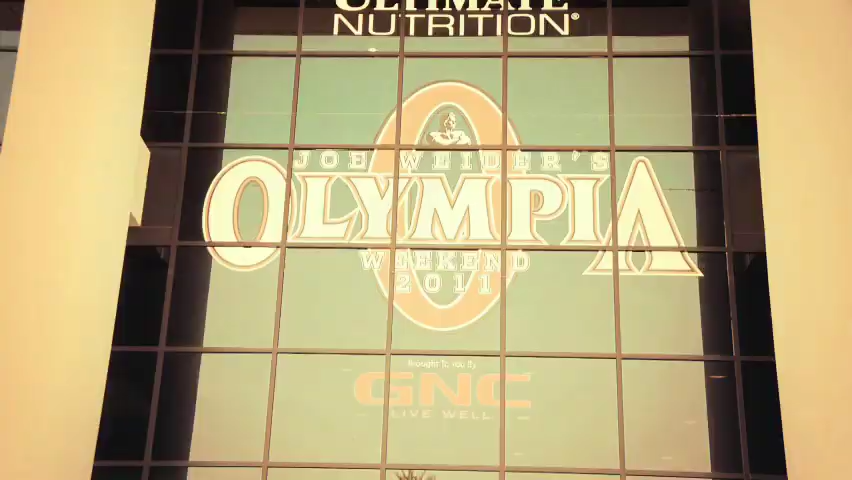 ULTIMATE
NUTRITION®
JOE WEIDER'S
OLYMPIA
WEEKEND
2011
Brought To You By
GNC
LIVE WELL